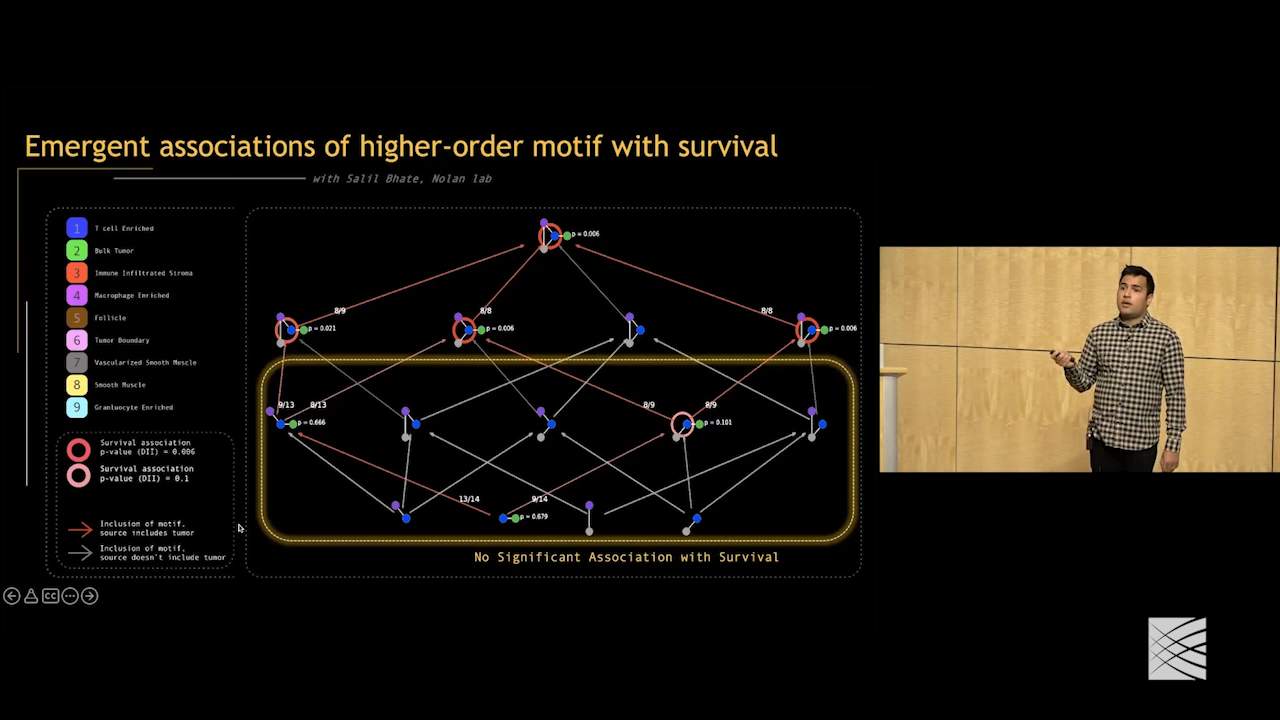 Emergent associations of higher-order motif with survival
with Salil Bhate, Nolan lab
1 T cell Enriched
2 Bulk Tumor
3 Immune Infiltrated Stroma
4 Macrophage Enriched
5 Follicle
6 Tumor Boundary
7 Vascularized Smooth Muscle
8 Smooth Muscle
9 Granluocyte Enriched
Survival association
p-value (DII) = 0.006
Survival association
p-value (DII) = 0.1
Inclusion of motif,
source includes tumor
Inclusion of motif,
source doesn't include tumor
p = 0.006
8/9
8/8
8/8
p = 0.021
p = 0.006
p = 0.006
9/13
8/13
8/9
8/9
p = 0.666
p = 0.101
13/14
9/14
p = 0.679
No Significant Association with Survival
CC